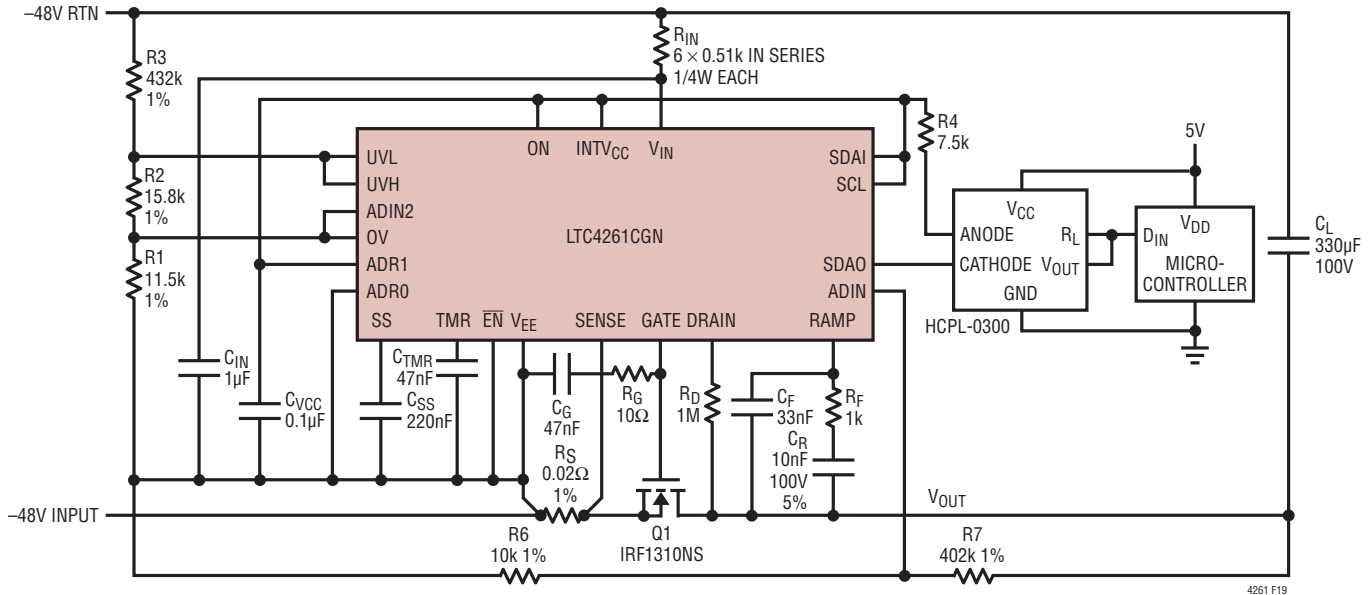 –48V RTN
R3
432k
1%
R2
15.8k
1%
R1
11.5k
1%
RIN
6 × 0.51k IN SERIES
1/4W EACH
ON
INTVCC
VIN
UVL
UVH
ADIN2
OV
ADR1
ADR0
LTC4261CGN
SDAI
SCL
SDAO
ADIN
SS
TMR
EN
VEE
SENSE
GATE
DRAIN
RAMP
R4
7.5k
5V
VCC
ANODE
CATHODE
RL
VOUT
GND
HCPL-0300
VDD
DIN
MICRO-
CONTROLLER
CL
330µF
100V
CIN
1µF
CVCC
0.1µF
CSS
220nF
CTMR
47nF
CG
47nF
RG
10Ω
RS
0.02Ω
1%
RD
1M
CF
33nF
RF
1k
CR
10nF
100V
5%
–48V INPUT
Q1
IRF1310NS
VOUT
R6
10k 1%
R7
402k 1%
4261 F19